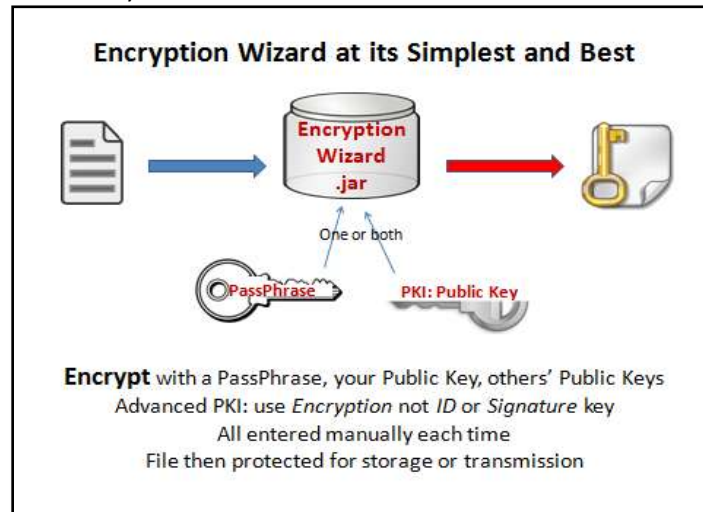 Encryption Wizard at its Simplest and Best
Encryption
Wizard
.jar
One or both
PassPhrase
PKI: Public Key
Encrypt with a PassPhrase, your Public Key, others' Public Keys
Advanced PKI: use Encryption not ID or Signature key
All entered manually each time
File then protected for storage or transmission